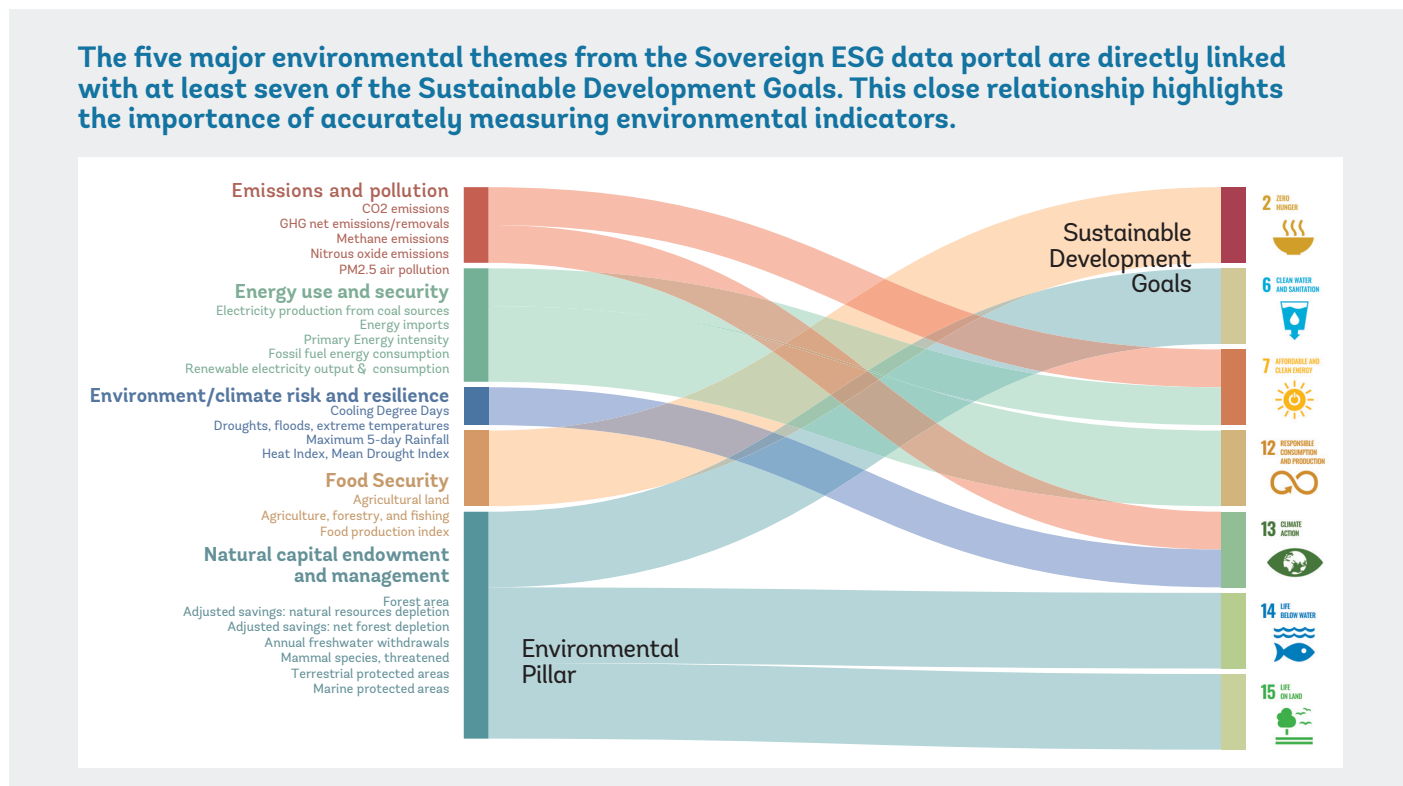 The five major environmental themes from the Sovereign ESG data portal are directly linked
with at least seven of the Sustainable Development Goals. This close relationship highlights
the importance of accurately measuring environmental indicators.
Emissions and pollution
CO2 emissions
GHG net emissions/removals
Methane emissions
Nitrous oxide emissions
PM2.5 air pollution
Energy use and security
Electricity production from coal sources
Energy imports
Primary Energy intensity
Fossil fuel energy consumption
Renewable electricity output & consumption
Environment/climate risk and resilience
Cooling Degree Days
Droughts, floods, extreme temperatures
Maximum 5-day Rainfall
Heat Index, Mean Drought Index
Food Security
Agricultural land
Agriculture, forestry, and fishing
Food production index
Natural capital endowment
and management
Forest area
Adjusted savings: natural resources depletion
Adjusted savings: net forest depletion
Annual freshwater withdrawals
Mammal species, threatened
Terrestrial protected areas
Marine protected areas
Environmental
Pillar
Sustainable
Development
Goals
2 ZERO
HUNGER
6 CLEAN WATER
AND SANITATION
7 AFFORDABLE AND
CLEAN ENERGY
12 RESPONSIBLE
CONSUMPTION
AND PRODUCTION
13 CLIMATE
ACTION
14 LIFE
BELOW WATER
15 LIFE
ON LAND